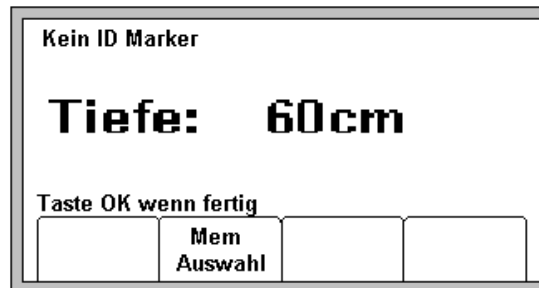 Kein ID Marker
Tiefe: 60cm
Taste OK wenn fertig
Mem
Auswahl